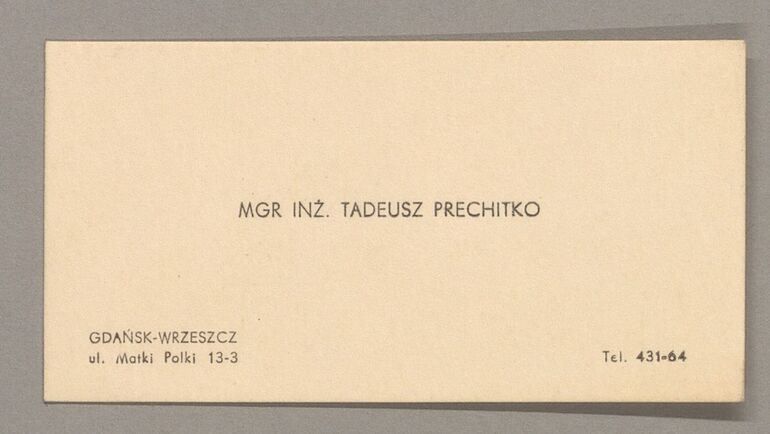 MGR INŻ. TADEUSZ PRECHITKO
GDAŃSK-WRZESZCZ
ul. Matki Polki 13-3
Tel. 431-64